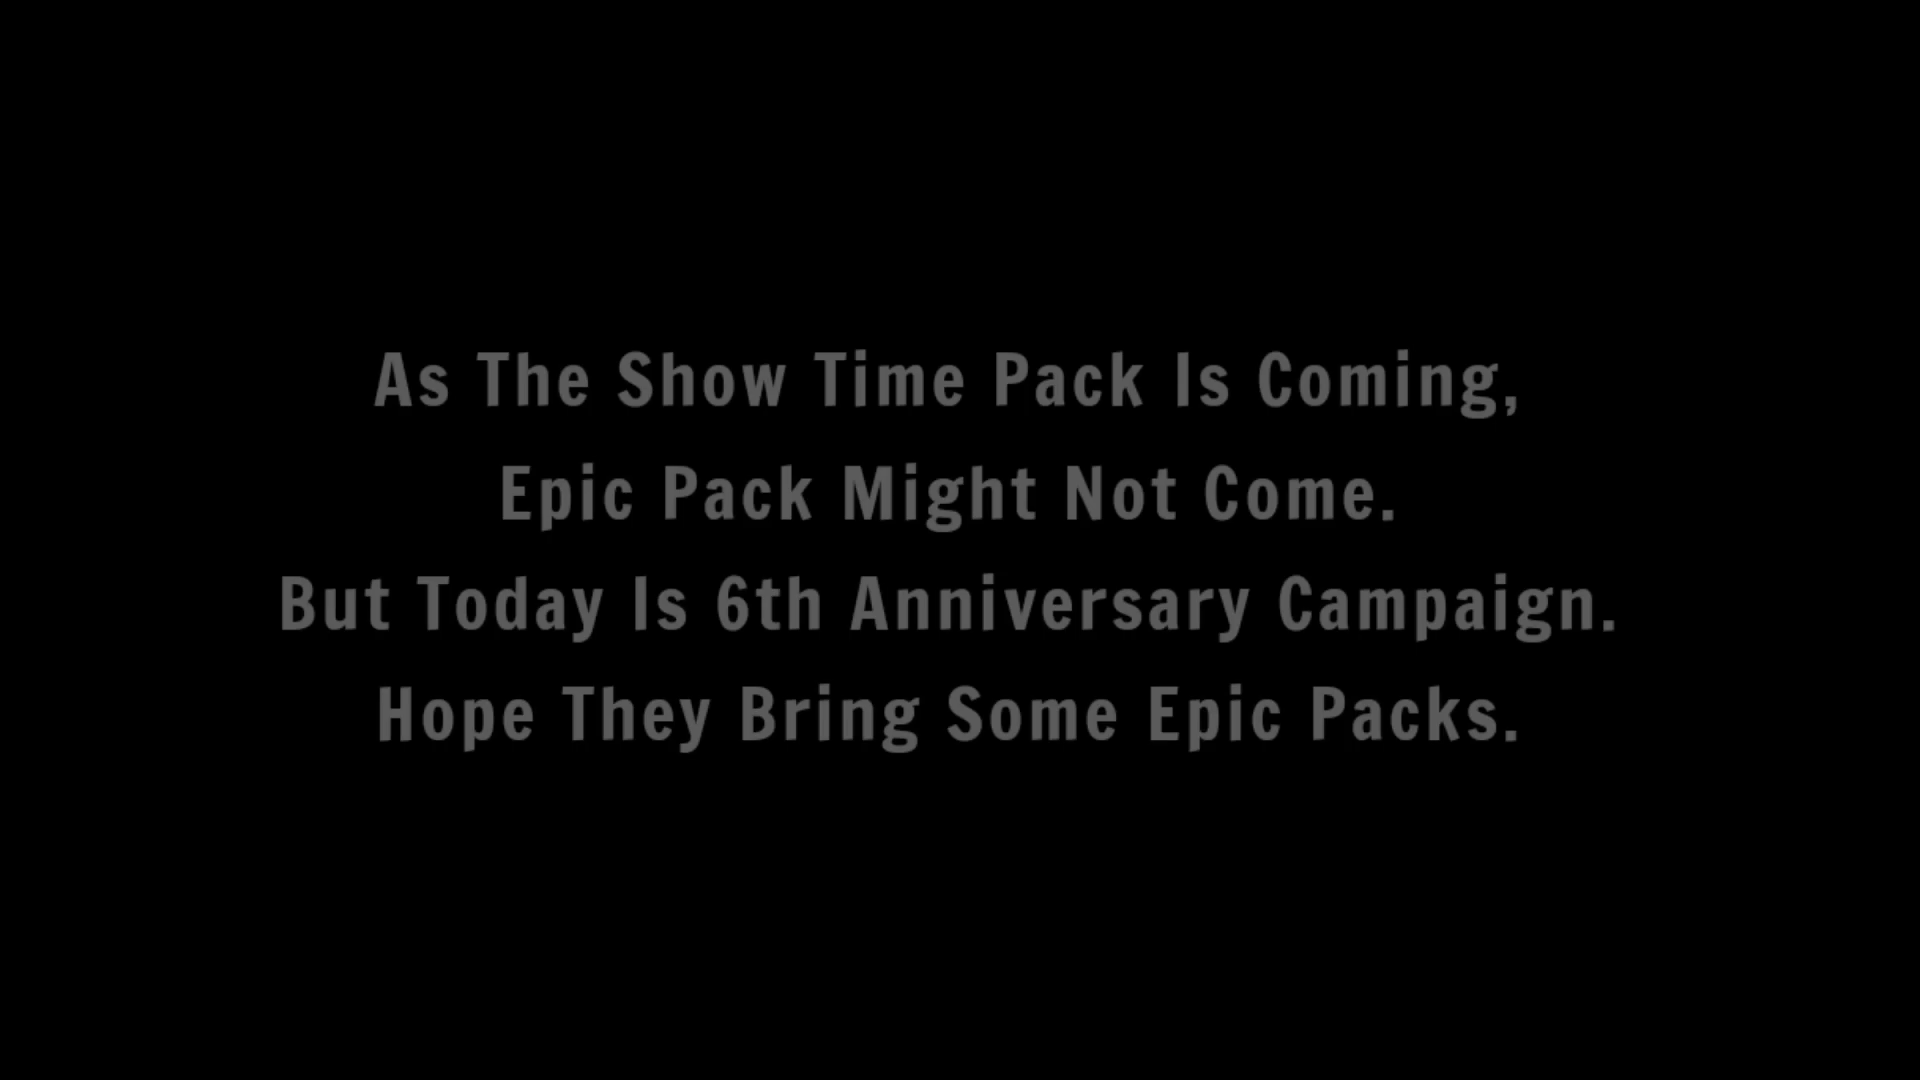 As The Show Time Pack Is Coming,
Epic Pack Might Not Come.
But Today Is 6th Anniversary Campaign.
Hope They Bring Some Epic Packs.